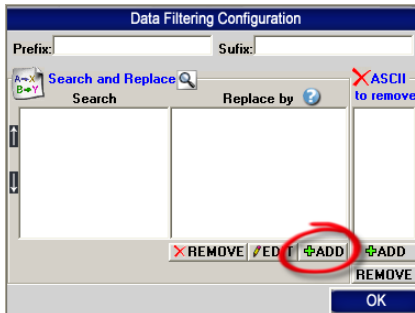 Data Filtering Configuration
Prefix: Sufix:
A→X B→Y Search and Replace ASCII to remove
Search Replace by ?
REMOVE EDIT ADD ADD
REMOVE
OK